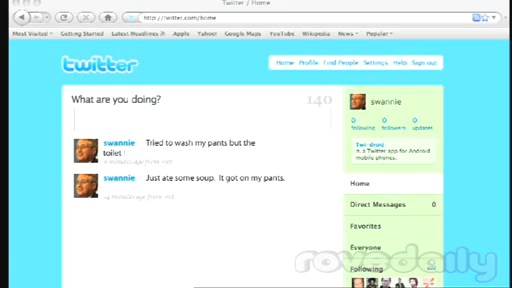 Twitter / Home
http://twitter.com/home
Most Visited
Getting Started
Latest Headlines
Apple
Yahoo!
Google Maps
YouTube
Wikipedia
News
Popular
twitter
Home Profile Find People Settings Help Sign out
What are you doing?
140
swannie Tried to wash my pants but the
toilet
swannie Just ate some soup. It got on my pants.
swannie
0 0 0
following followers updates
Twi-droid
is a Twitter app for Android
mobile phones.
Home
Direct Messages 0
Favorites
Everyone
Following
rovedaily